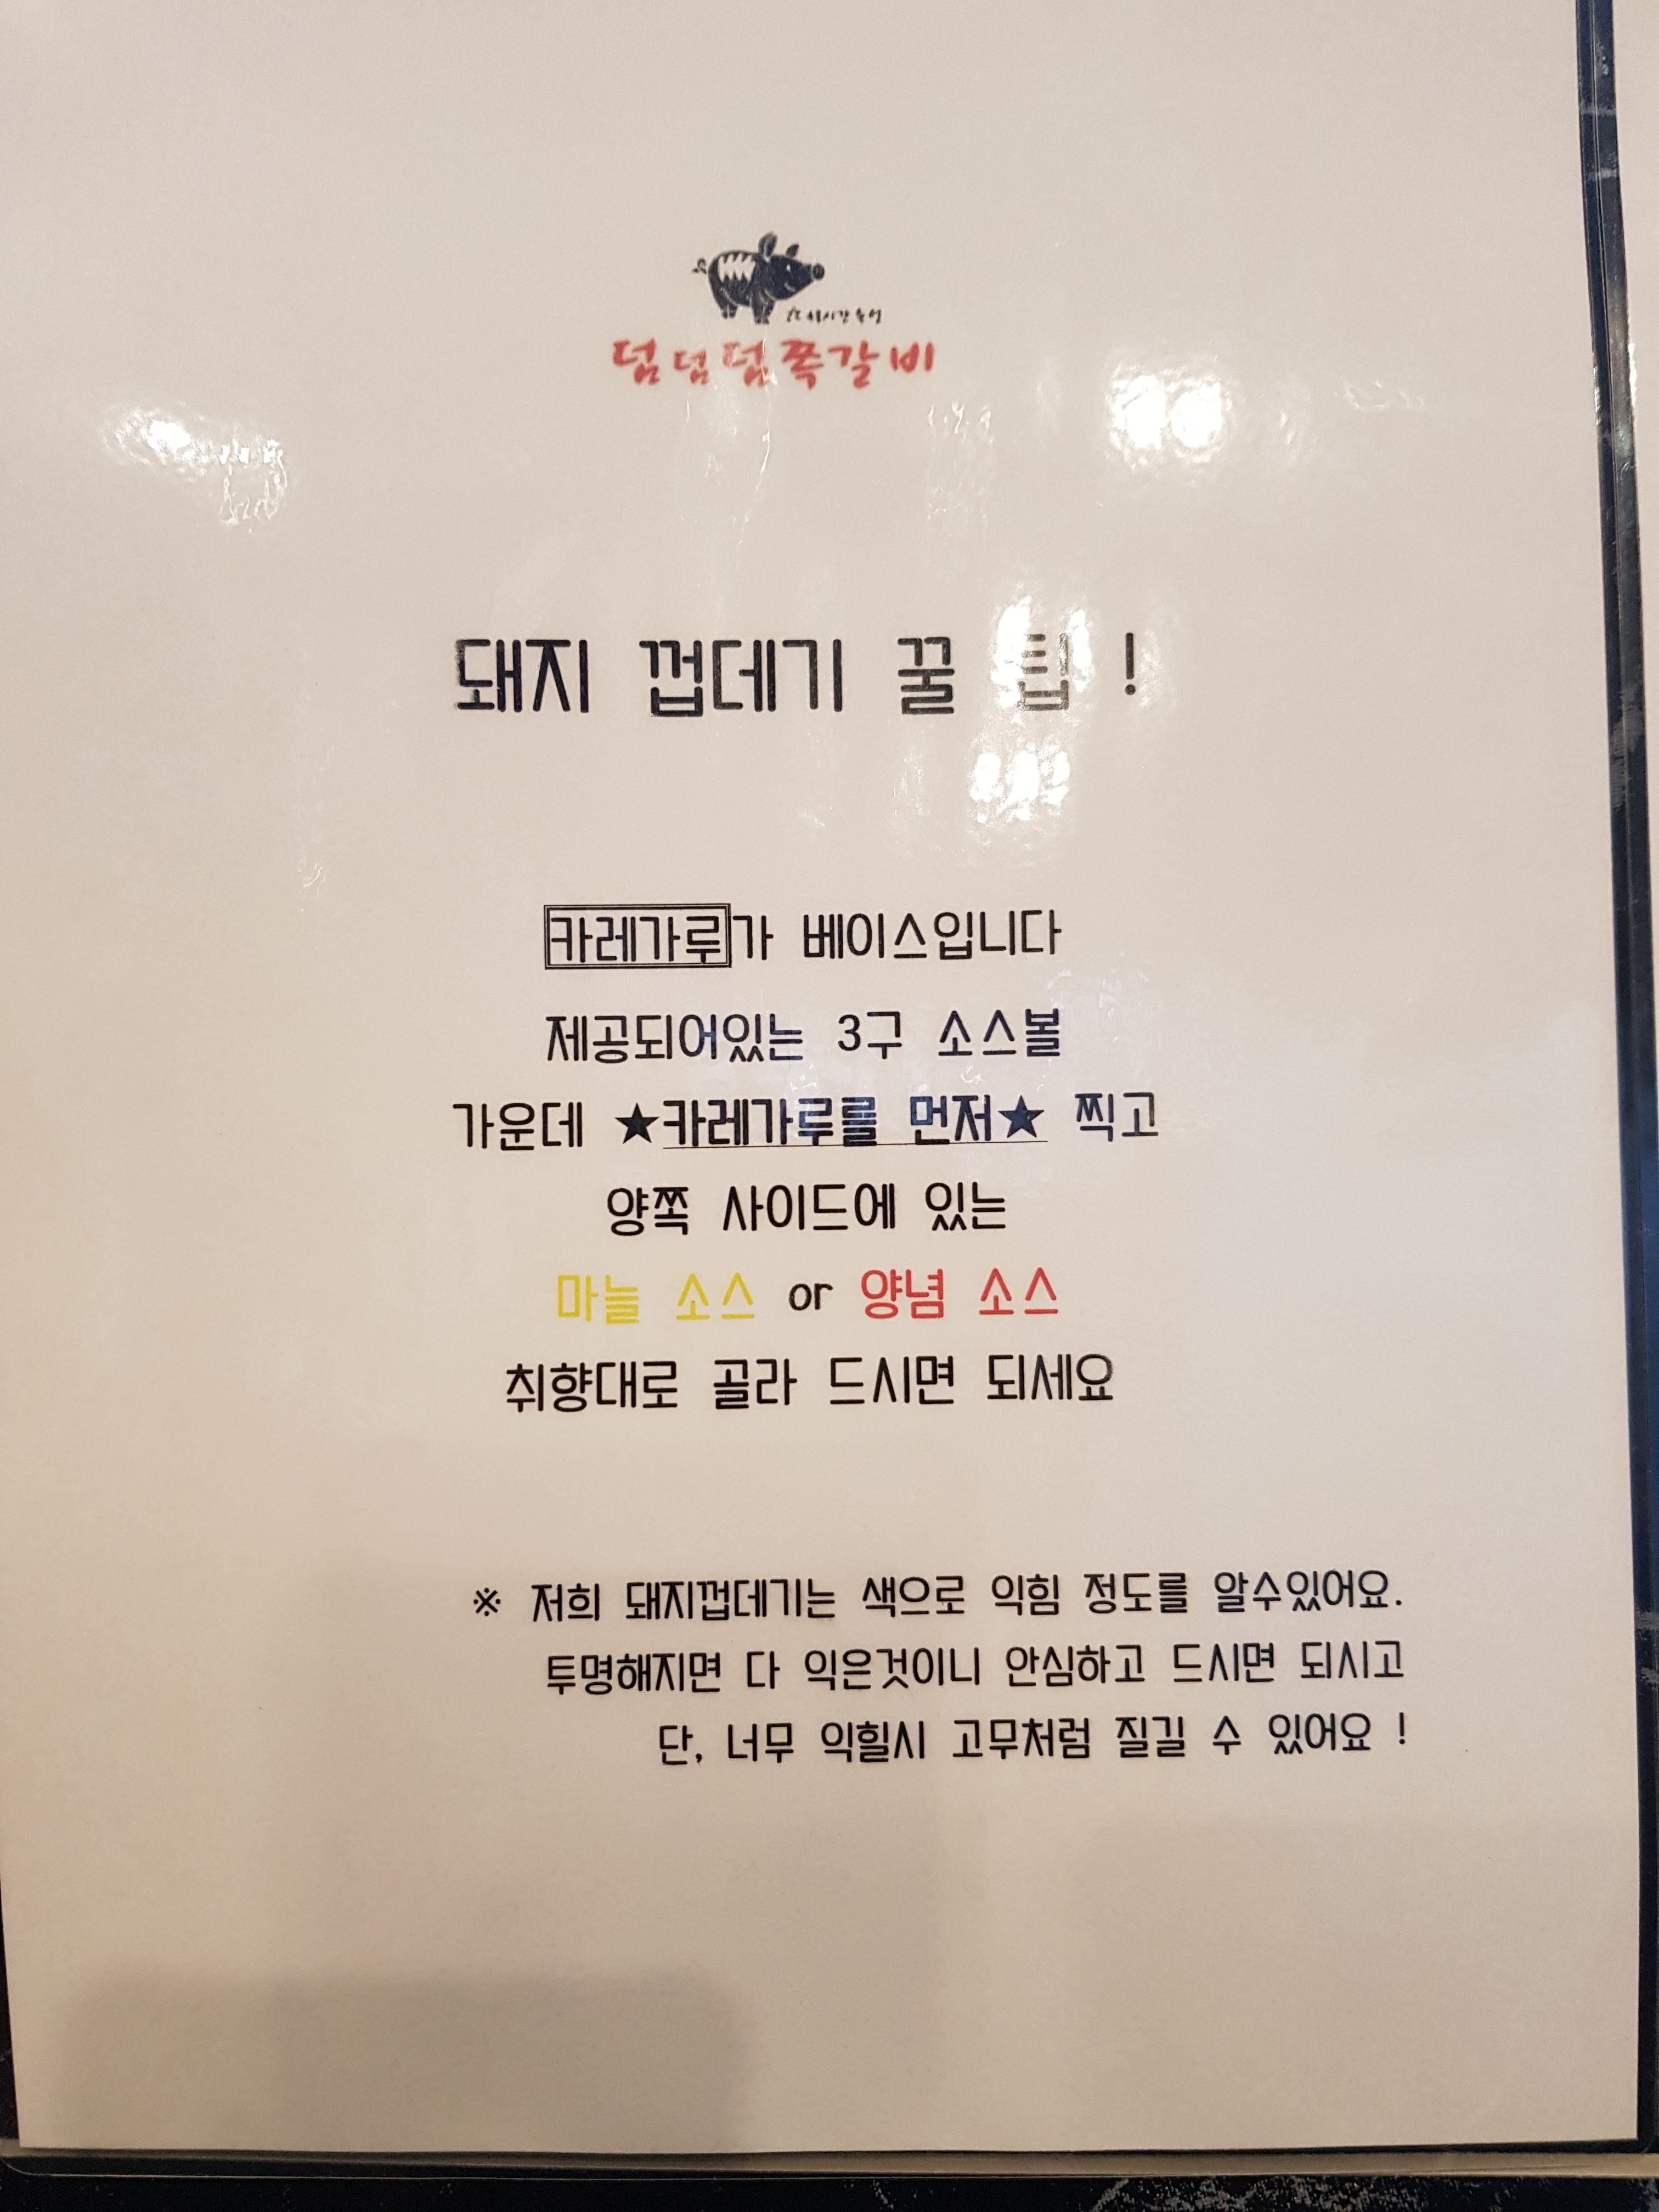 덤덤덤쪽갈비
돼지 껍데기 꿀 팁 !
카레가루가 베이스입니다
제공되어있는 3구 소스볼
가운데 ★카레가루를 먼저★ 찍고
양쪽 사이드에 있는
마늘 소스 or 양념 소스
취향대로 골라 드시면 되세요
※ 저희 돼지껍데기는 색으로 익힘 정도를 알수있어요.
투명해지면 다 익은것이니 안심하고 드시면 되시고
단, 너무 익힐시 고무처럼 질길 수 있어요 !